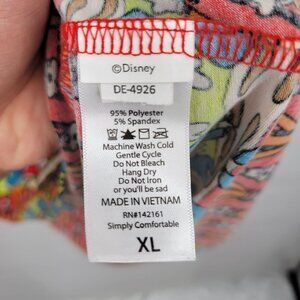 ©Disney
DE-4926
95% Polyester
5% Spandex
Machine Wash Cold
Gentle Cycle
Do Not Bleach
Hang Dry
Do Not Iron
or you'll be sad
MADE IN VIETNAM
RN#142161
Simply Comfortable
XL